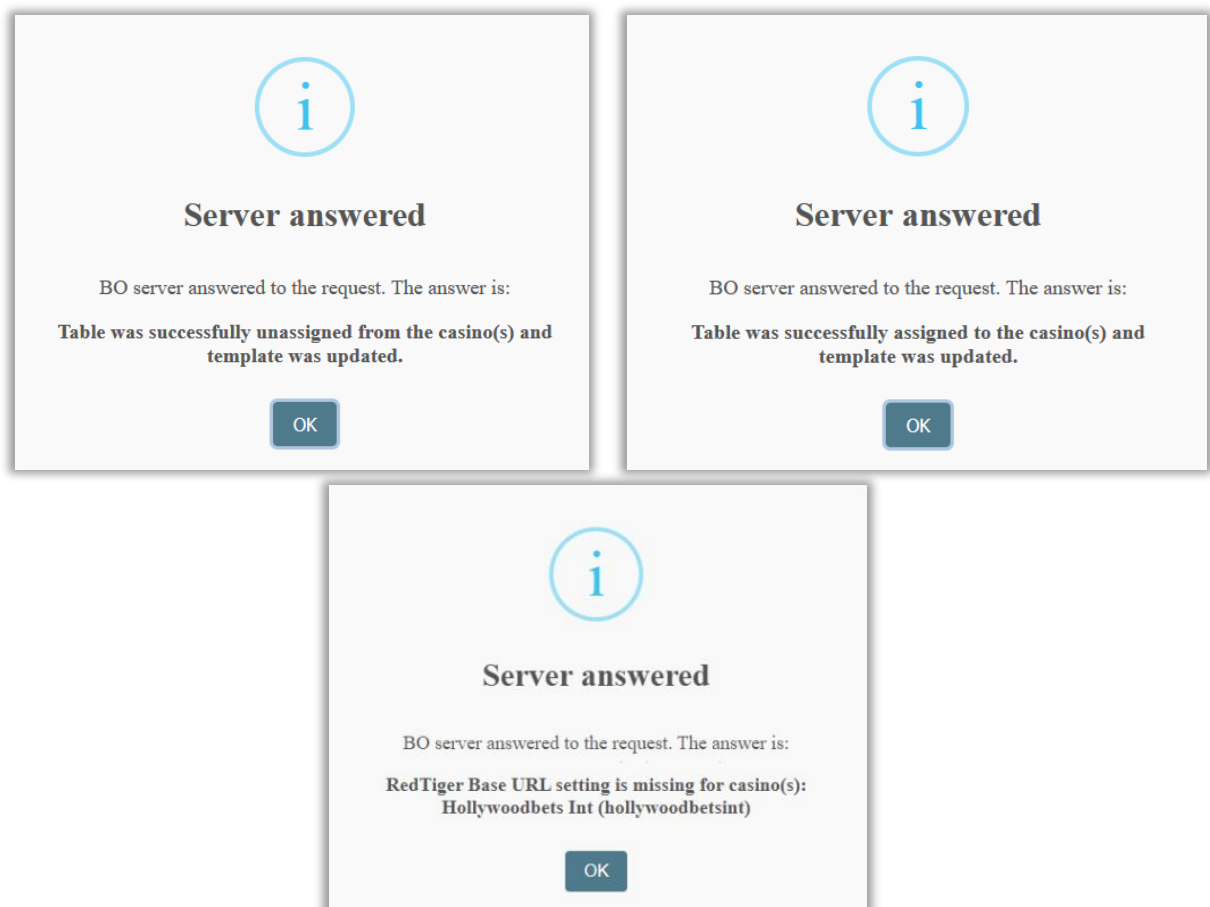 Server answered
BO server answered to the request. The answer is:
Table was successfully unassigned from the casino(s) and
template was updated.
OK
Server answered
BO server answered to the request. The answer is:
Table was successfully assigned to the casino(s) and
template was updated.
OK
Server answered
BO server answered to the request. The answer is:
RedTiger Base URL setting is missing for casino(s):
Hollywoodbets Int (hollywoodbetsint)
OK